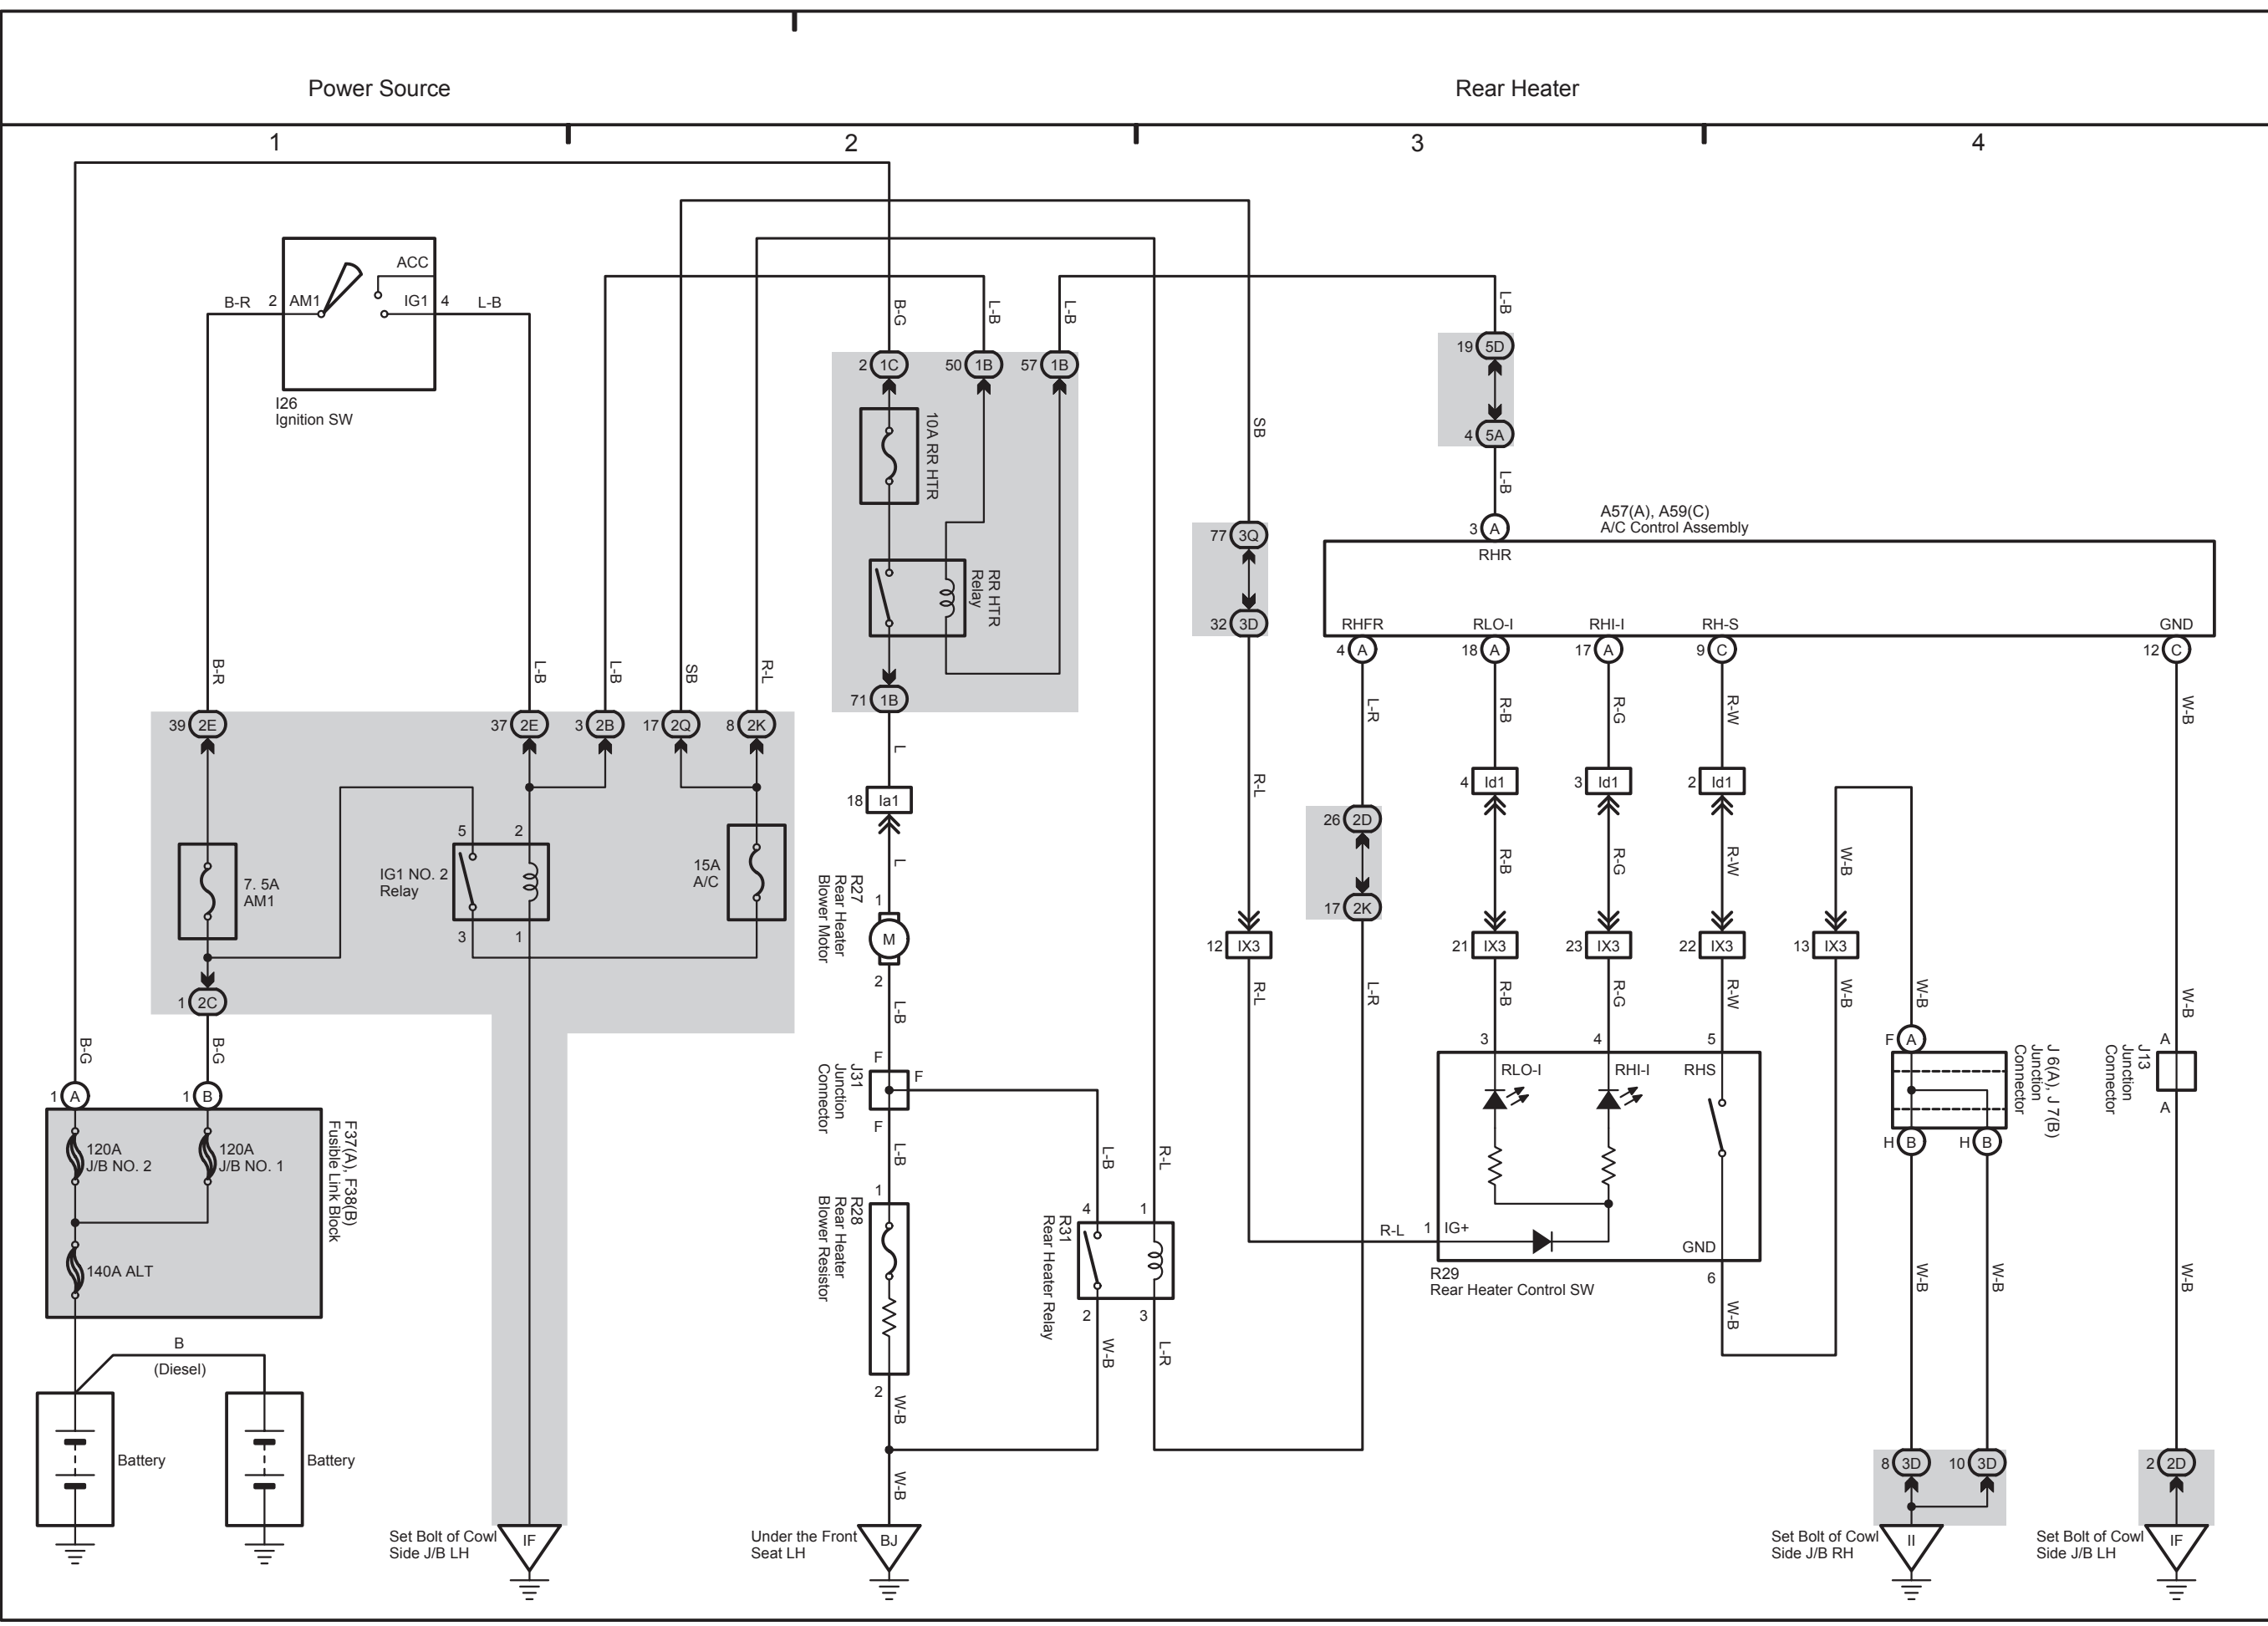 Power Source
Rear Heater
1
2
3
4
ACC
B-R
2
AM1
IG1
4
L-B
I26
Ignition SW
B-G
L-B
L-B
L-B
2
1C
50
1B
57
1B
19
5D
10A RR HTR
SB
4
5A
L-B
A57(A), A59(C)
A/C Control Assembly
3
A
RHR
77
3Q
RR HTR
Relay
32
3D
RHFR
RLO-I
RHI-I
RH-S
GND
4
A
18
A
17
A
9
C
12
C
B-R
L-B
L-B
SB
R-L
71
1B
L-R
R-B
R-G
R-W
W-B
39
2E
37
2E
3
2B
17
2Q
8
2K
L
R-L
4
Id1
3
Id1
2
Id1
18
Ia1
26
2D
5
2
7. 5A
AM1
IG1 NO. 2
Relay
15A
A/C
L
R-B
R-G
R-W
W-B
R27
Rear Heater
Blower Motor
1
M
2
17
2K
3
1
12
IX3
21
IX3
23
IX3
22
IX3
13
IX3
1
2C
L-B
R-L
L-R
R-B
R-G
R-W
W-B
W-B
W-B
B-G
B-G
F
F
F
J31
Junction
Connector
3
4
5
F
A
J 6(A), J 7(B)
Junction
Connector
A
A
J13
Junction
Connector
1
A
1
B
RLO-I
RHI-I
RHS
F37(A), F38(B)
Fusible Link Block
120A
J/B NO. 2
120A
J/B NO. 1
140A ALT
L-B
L-B
R-L
H
B
H
B
1
R28
Rear Heater
Blower Resistor
2
4
1
R31
Rear Heater Relay
2
3
R-L
1
IG+
GND
R29
Rear Heater Control SW
6
W-B
W-B
W-B
W-B
B
(Diesel)
W-B
W-B
L-R
Battery
Battery
W-B
8
3D
10
3D
2
2D
Set Bolt of Cowl
Side J/B LH
IF
Under the Front
Seat LH
BJ
Set Bolt of Cowl
Side J/B RH
II
Set Bolt of Cowl
Side J/B LH
IF